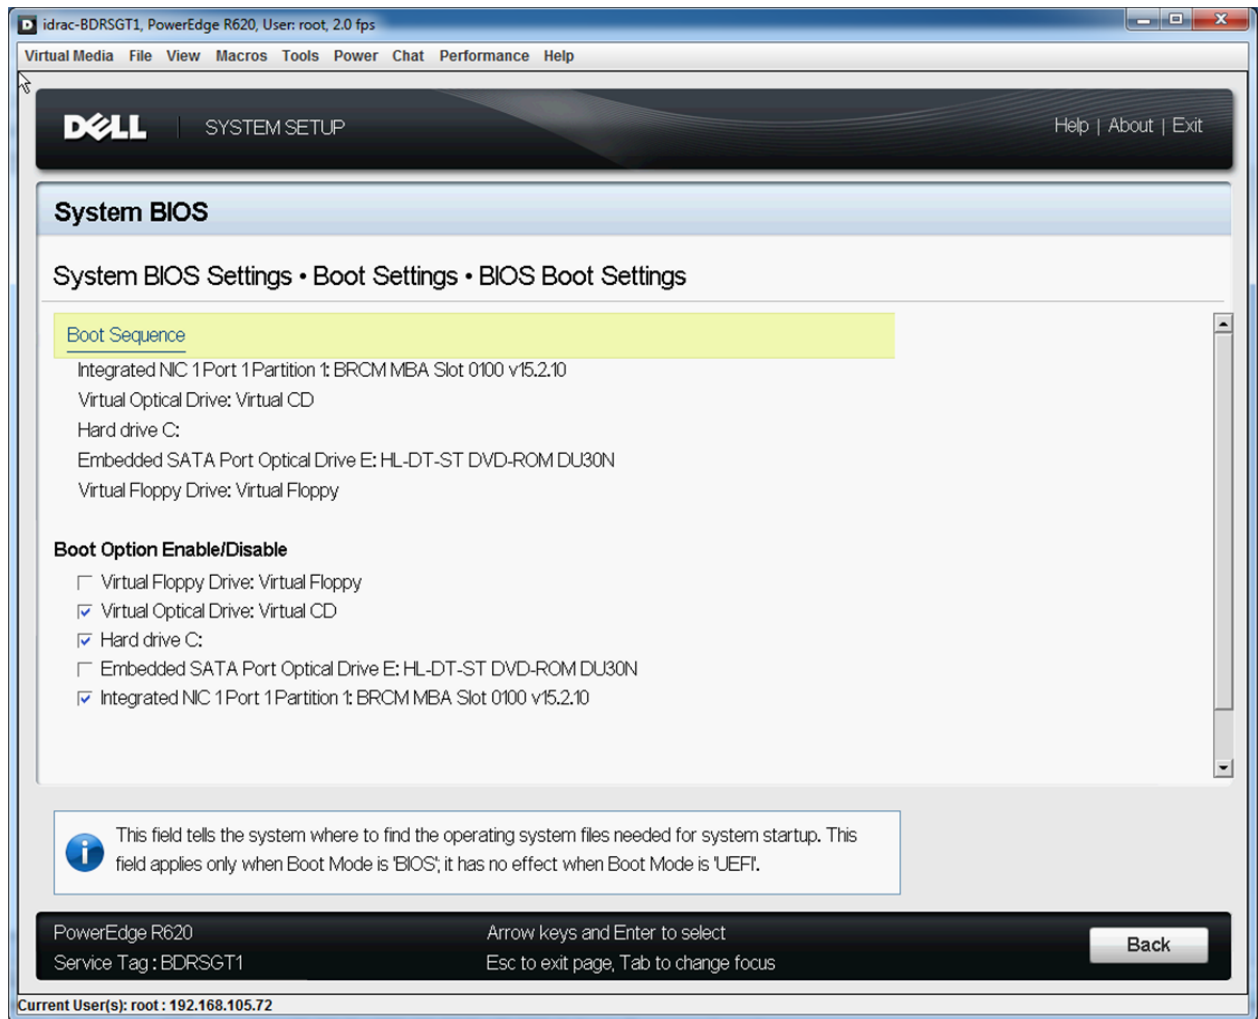 idrac-BDRSGT1, PowerEdge R620, User: root, 2.0 fps
Virtual Media File View Macros Tools Power Chat Performance Help
DELL SYSTEM SETUP Help | About | Exit
System BIOS
System BIOS Settings • Boot Settings • BIOS Boot Settings
Boot Sequence
Integrated NIC 1 Port 1 Partition 1: BRCM MBA Slot 0100 v15.2.10
Virtual Optical Drive: Virtual CD
Hard drive C:
Embedded SATA Port Optical Drive E: HL-DT-ST DVD-ROM DU30N
Virtual Floppy Drive: Virtual Floppy
Boot Option Enable/Disable
Virtual Floppy Drive: Virtual Floppy
Virtual Optical Drive: Virtual CD
Hard drive C:
Embedded SATA Port Optical Drive E: HL-DT-ST DVD-ROM DU30N
Integrated NIC 1 Port 1 Partition 1: BRCM MBA Slot 0100 v15.2.10
This field tells the system where to find the operating system files needed for system startup. This
field applies only when Boot Mode is 'BIOS'; it has no effect when Boot Mode is 'UEFI'.
PowerEdge R620 Arrow keys and Enter to select
Service Tag : BDRSGT1 Esc to exit page, Tab to change focus
Back
Current User(s): root : 192.168.105.72